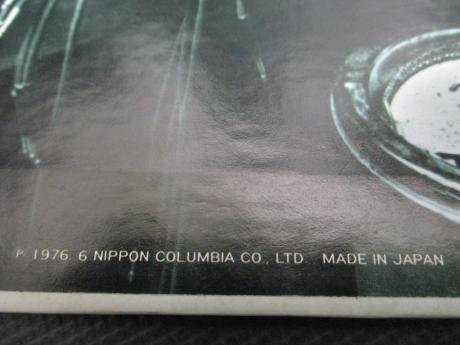 P. 1976 6 NIPPON COLUMBIA CO., LTD MADE IN JAPAN